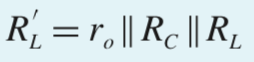 R'_L = r_o || R_C || R_L